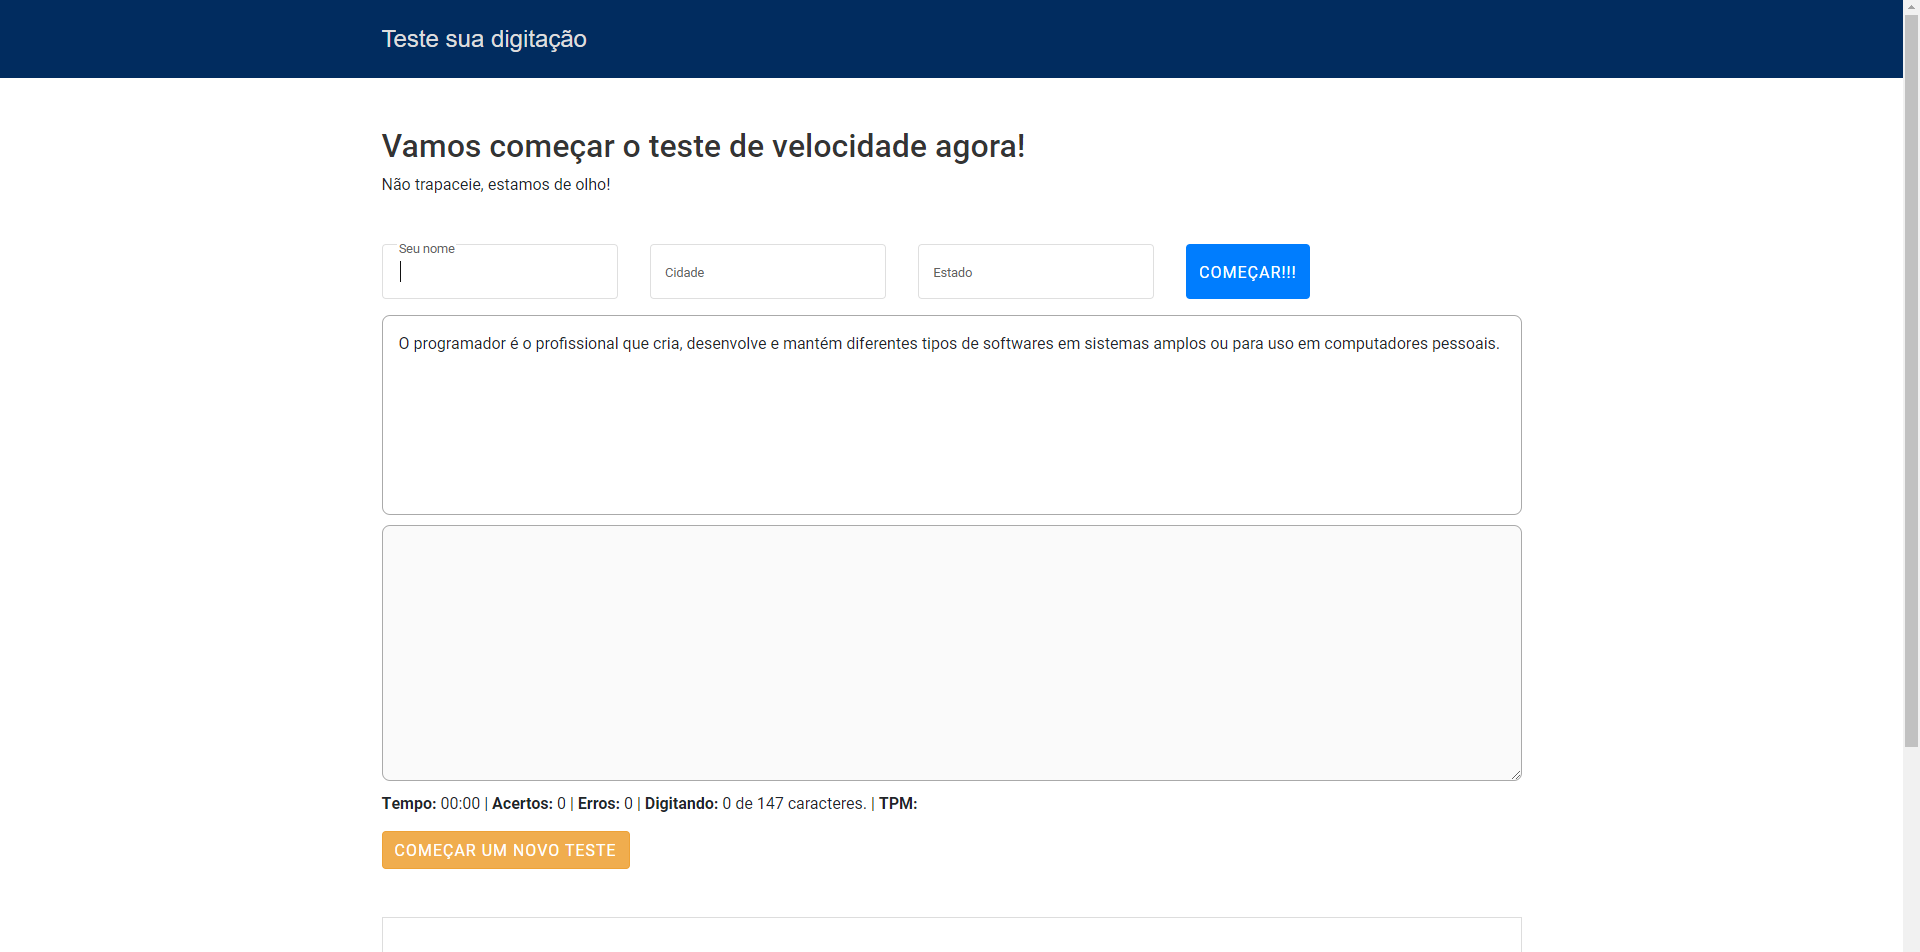 Teste sua digitação
Vamos começar o teste de velocidade agora!
Não trapaceie, estamos de olho!
Seu nome
Cidade
Estado
COMEÇAR!!!
O programador é o profissional que cria, desenvolve e mantém diferentes tipos de softwares em sistemas amplos ou para uso em computadores pessoais.
Tempo: 00:00 | Acertos: 0 | Erros: 0 | Digitando: 0 de 147 caracteres. | TPM:
COMEÇAR UM NOVO TESTE